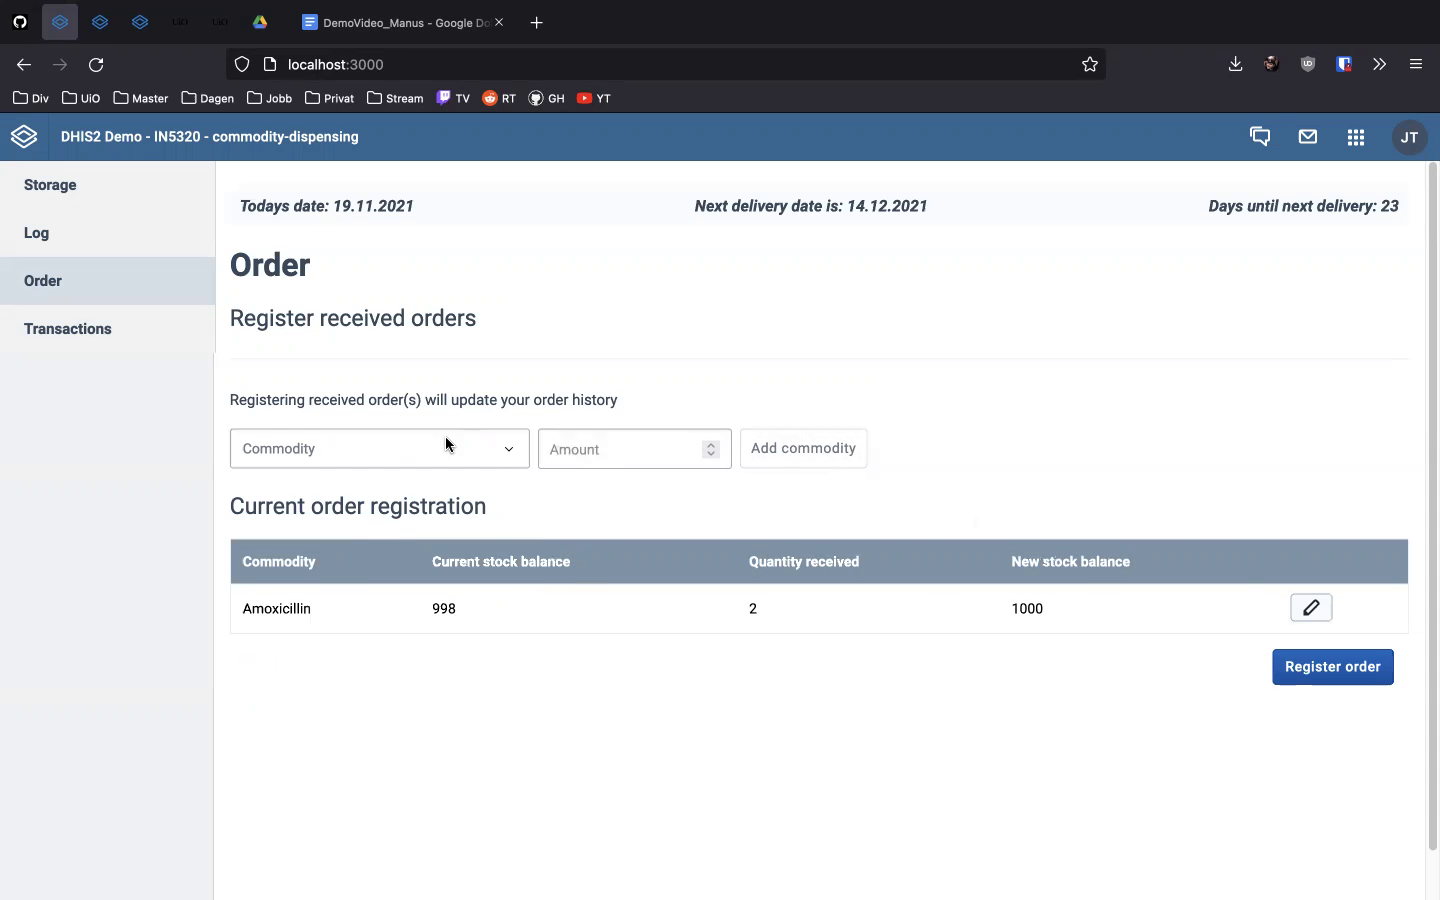 UiO
UiO
DemoVideo_Manus - Google Do
localhost:3000
Div
UiO
Master
Dagen
Jobb
Privat
Stream
TV
RT
GH
YT
DHIS2 Demo - IN5320 - commodity-dispensing
JT
Storage
Log
Order
Transactions
Todays date: 19.11.2021
Next delivery date is: 14.12.2021
Days until next delivery: 23
Order
Register received orders
Registering received order(s) will update your order history
Commodity
Amount
Add commodity
Current order registration
Commodity Current stock balance Quantity received New stock balance
Amoxicillin 998 2 1000
Register order